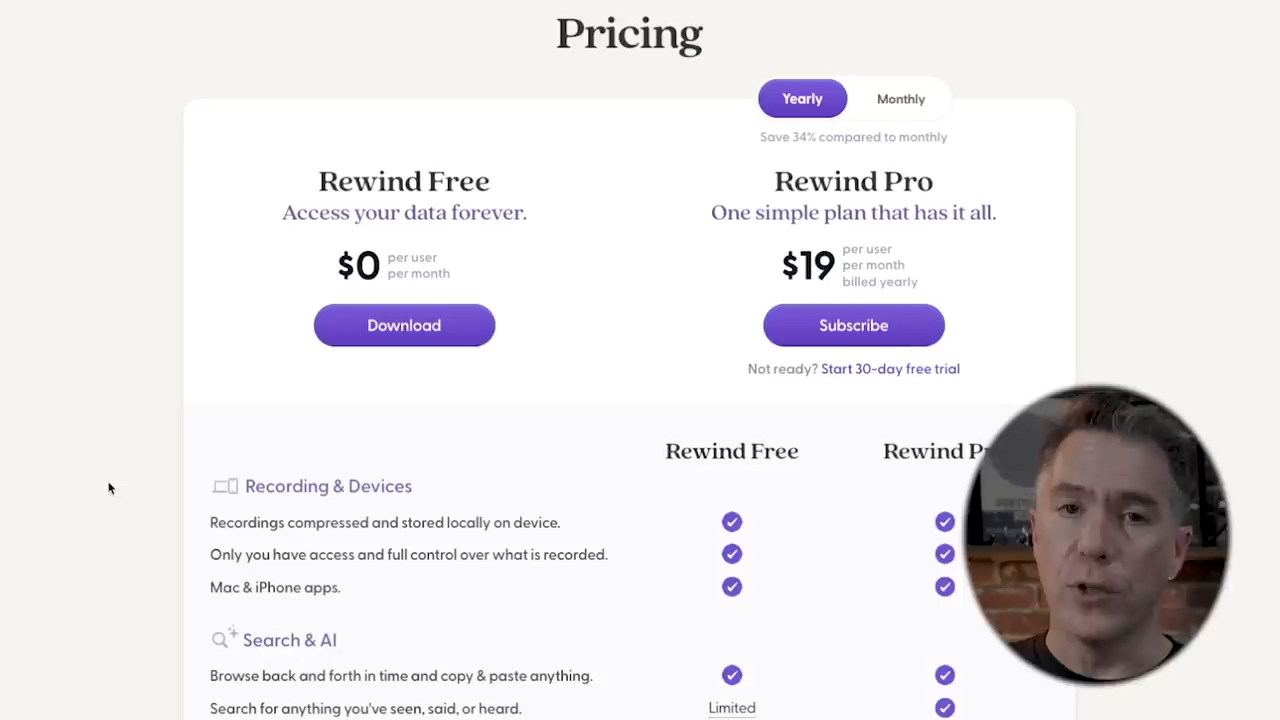 Pricing
Yearly
Monthly
Save 34% compared to monthly
Rewind Free
Access your data forever.
$0
per user
per month
Download
Rewind Pro
One simple plan that has it all.
$19
per user
per month
billed yearly
Subscribe
Not ready? Start 30-day free trial
Rewind Free
Rewind P
Recording & Devices
Recordings compressed and stored locally on device.
Only you have access and full control over what is recorded.
Mac & iPhone apps.
Search & AI
Browse back and forth in time and copy & paste anything.
Search for anything you've seen, said, or heard.
Limited